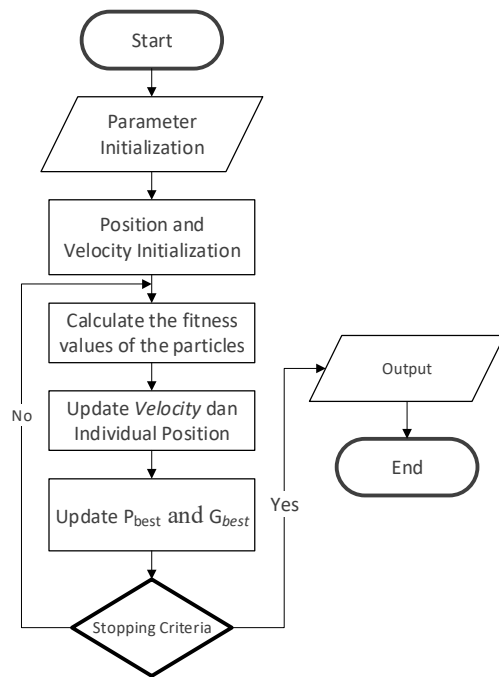 Start
Parameter
Initialization
Position and
Velocity Initialization
Calculate the fitness
values of the particles
No
Update Velocity dan
Individual Position
Update Pbest and Gbest
Stopping Criteria
Yes
Output
End